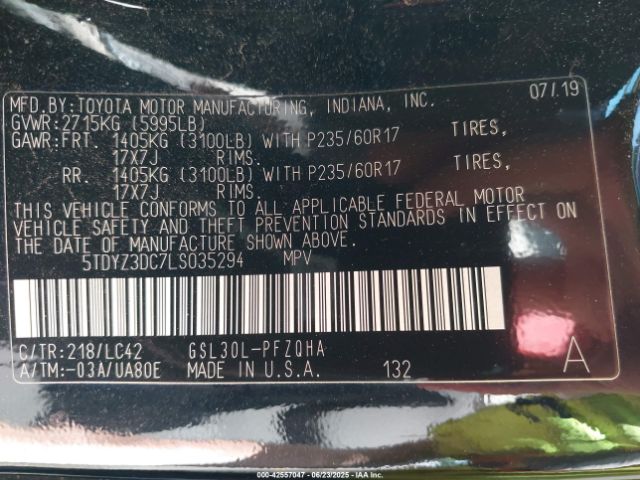 MFD.BY:TOYOTA MOTOR MANUFACTURING, INDIANA, INC. 07/19
GVWR:2715KG (5995LB)
GAWR:FRT. 1405KG (3100LB) WITH P235/60R17 TIRES,
17X7J RIMS.
RR. 1405KG (3100LB) WITH P235/60R17 TIRES,
17X7J RIMS.
THIS VEHICLE CONFORMS TO ALL APPLICABLE FEDERAL MOTOR
VEHICLE SAFETY AND THEFT PREVENTION STANDARDS IN EFFECT ON
THE DATE OF MANUFACTURE SHOWN ABOVE.
5TDYZ3DC7LS035294 MPV
C/TR:218/LC42 GSL30L-PFZQHA
A/TM:-03A/UA80E MADE IN U.S.A. 132 A
000-42557047 - 06/23/2025 - IAA Inc.